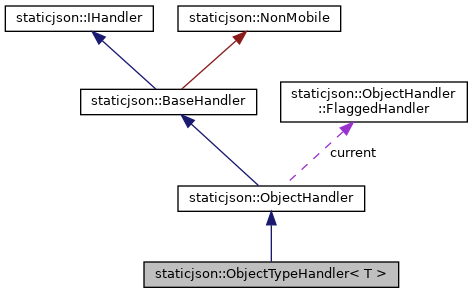 staticjson::IHandler
staticjson::NonMobile
staticjson::BaseHandler
staticjson::ObjectHandler
::FlaggedHandler
current
staticjson::ObjectHandler
staticjson::ObjectTypeHandler< T >